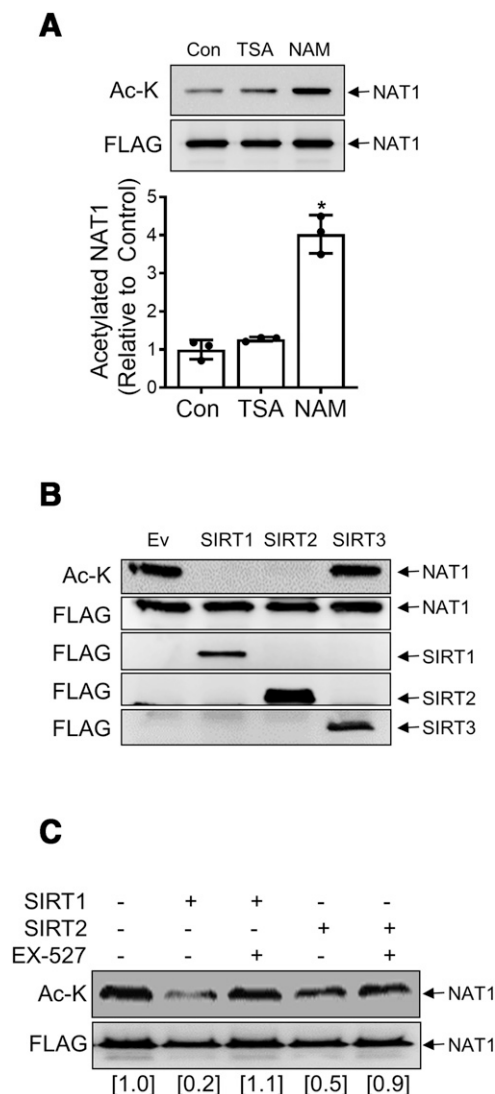 A
Con TSA NAM
Ac-K NAT1
FLAG NAT1
Acetylated NAT1
(Relative to Control)
5
4
3
2
1
0
*
Con TSA NAM
B
Ev SIRT1 SIRT2 SIRT3
Ac-K NAT1
FLAG NAT1
FLAG SIRT1
FLAG SIRT2
FLAG SIRT3
C
SIRT1 - + + - -
SIRT2 - - - + +
EX-527 - - + - +
Ac-K NAT1
FLAG NAT1
[1.0] [0.2] [1.1] [0.5] [0.9]